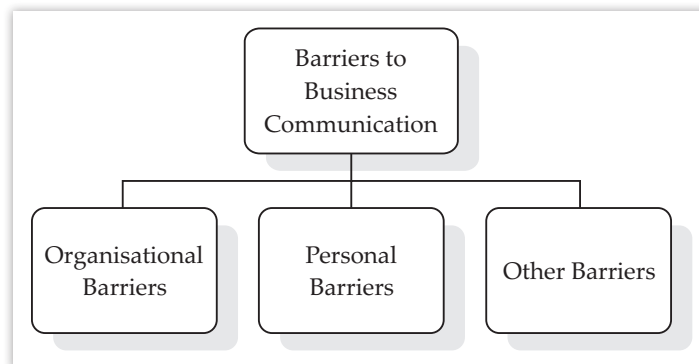 Barriers to
Business
Communication
Organisational
Barriers
Personal
Barriers
Other Barriers